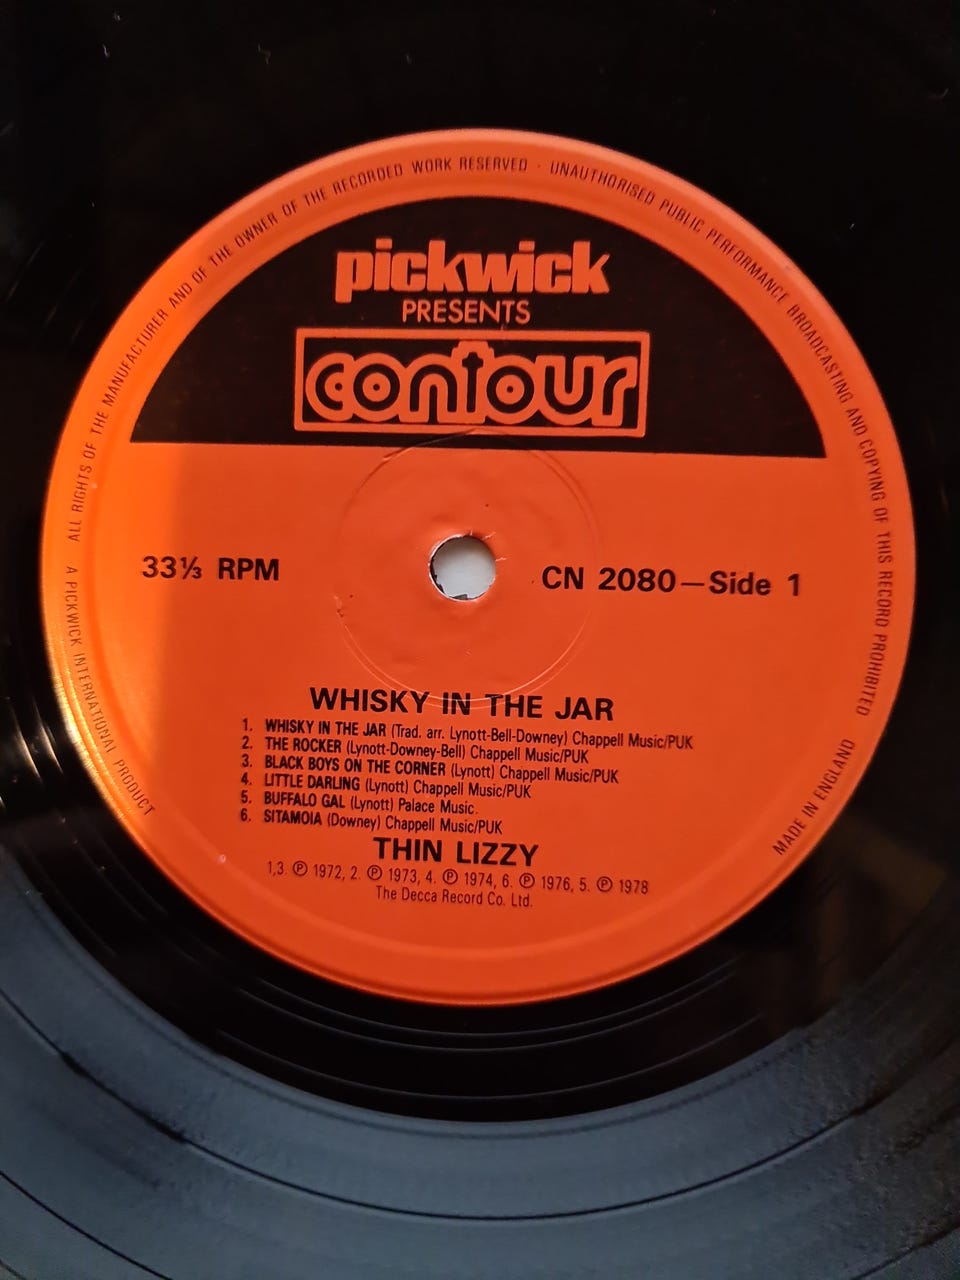 ALL RIGHTS OF THE MANUFACTURER AND OF THE OWNER OF THE RECORDED WORK RESERVED · UNAUTHORISED PUBLIC PERFORMANCE BROADCASTING AND COPYING OF THIS RECORD PROHIBITED
pickwick
PRESENTS
contour
33⅓ RPM
CN 2080—Side 1
WHISKY IN THE JAR
1. WHISKY IN THE JAR (Trad. arr. Lynott-Bell-Downey) Chappell Music/PUK
2. THE ROCKER (Lynott-Downey-Bell) Chappell Music/PUK
3. BLACK BOYS ON THE CORNER (Lynott) Chappell Music/PUK
4. LITTLE DARLING (Lynott) Chappell Music/PUK
5. BUFFALO GAL (Lynott) Palace Music.
6. SITAMOIA (Downey) Chappell Music/PUK
THIN LIZZY
1,3. ℗ 1972, 2. ℗ 1973, 4. ℗ 1974, 6. ℗ 1976, 5. ℗ 1978
The Decca Record Co. Ltd.
A PICKWICK INTERNATIONAL PRODUCT
MADE IN ENGLAND